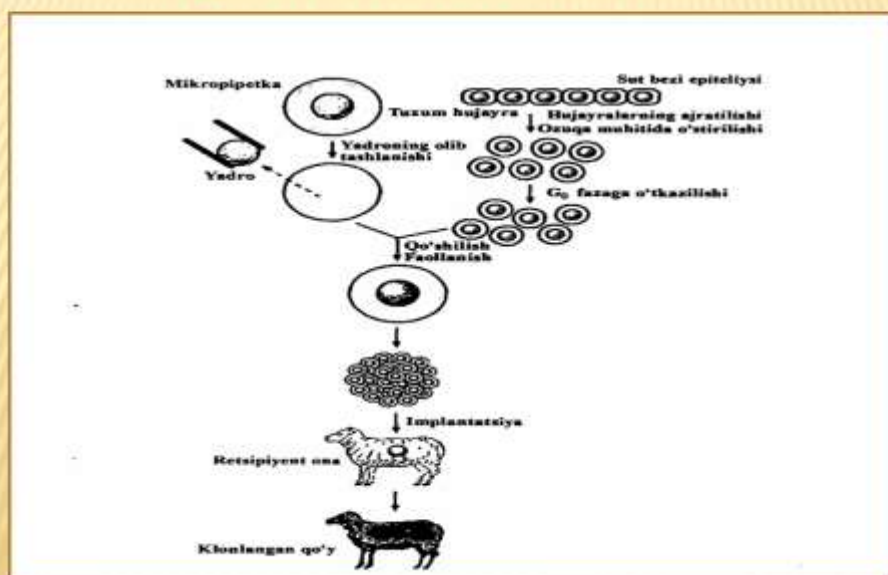 Mikropipetka
Sut bezi epiteliysi
Tuxum hujayra
Hujayralarning ajratilishi
Ozuqa muhitida o'stirilishi
Yadroning olib
tashlanishi
Yadro
G₀ fazaga o'tkazilishi
Qo'shilish
Faollanish
Implantatsiya
Retsipiyent ona
Klonlangan qo'y